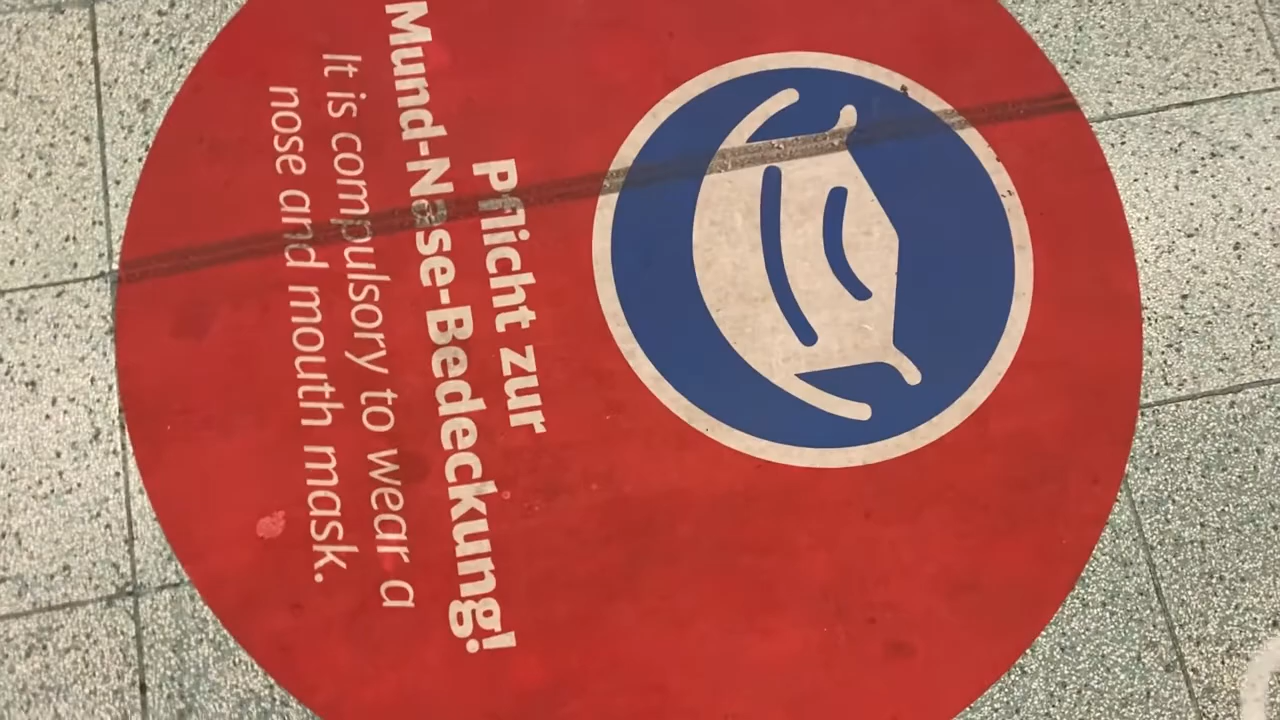 Pflicht zur
Mund-Nase-Bedeckung!
It is compulsory to wear a
nose and mouth mask.